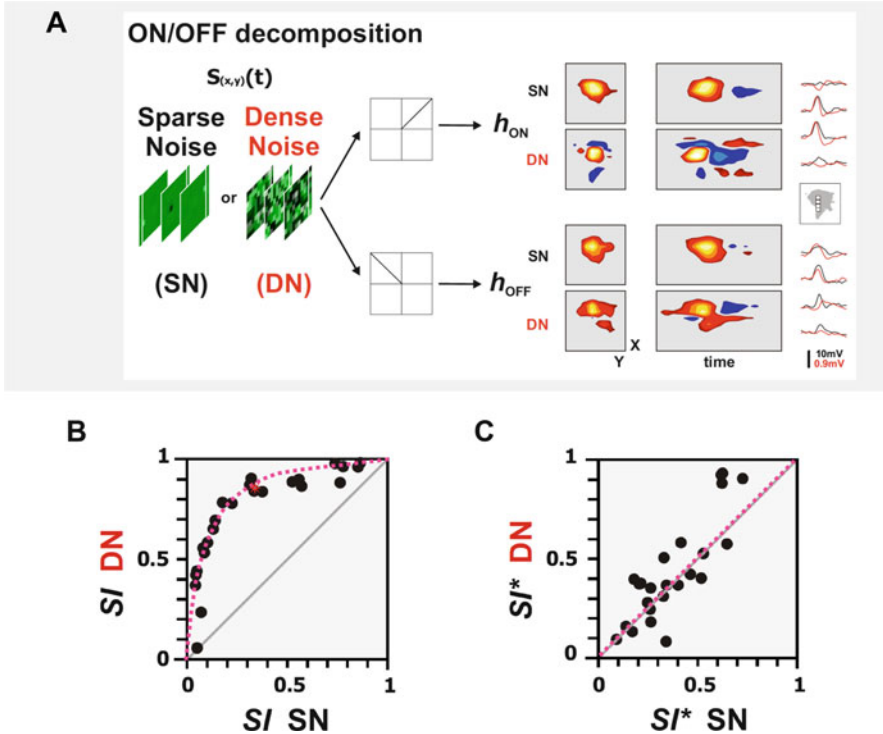 A
ON/OFF decomposition
S(x,y)(t)
Sparse Noise
Dense Noise
or
(SN)
(DN)
hON
hOFF
SN
DN
SN
DN
X
Y
time
10mV
0.9mV
B
1
0.5
0
0
0.5
1
SI DN
SI SN
C
1
0.5
0
0
0.5
1
SI* DN
SI* SN